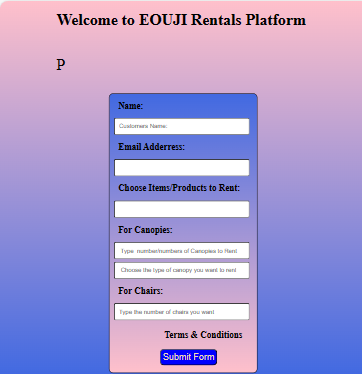 Welcome to EOUJI Rentals Platform
P
Name:
Customers Name:
Email Adderress:
Choose Items/Products to Rent:
For Canopies:
Type number/numbers of Canopies to Rent
Choose the type of canopy you want to rent
For Chairs:
Type the number of chairs you want
Terms & Conditions
Submit Form